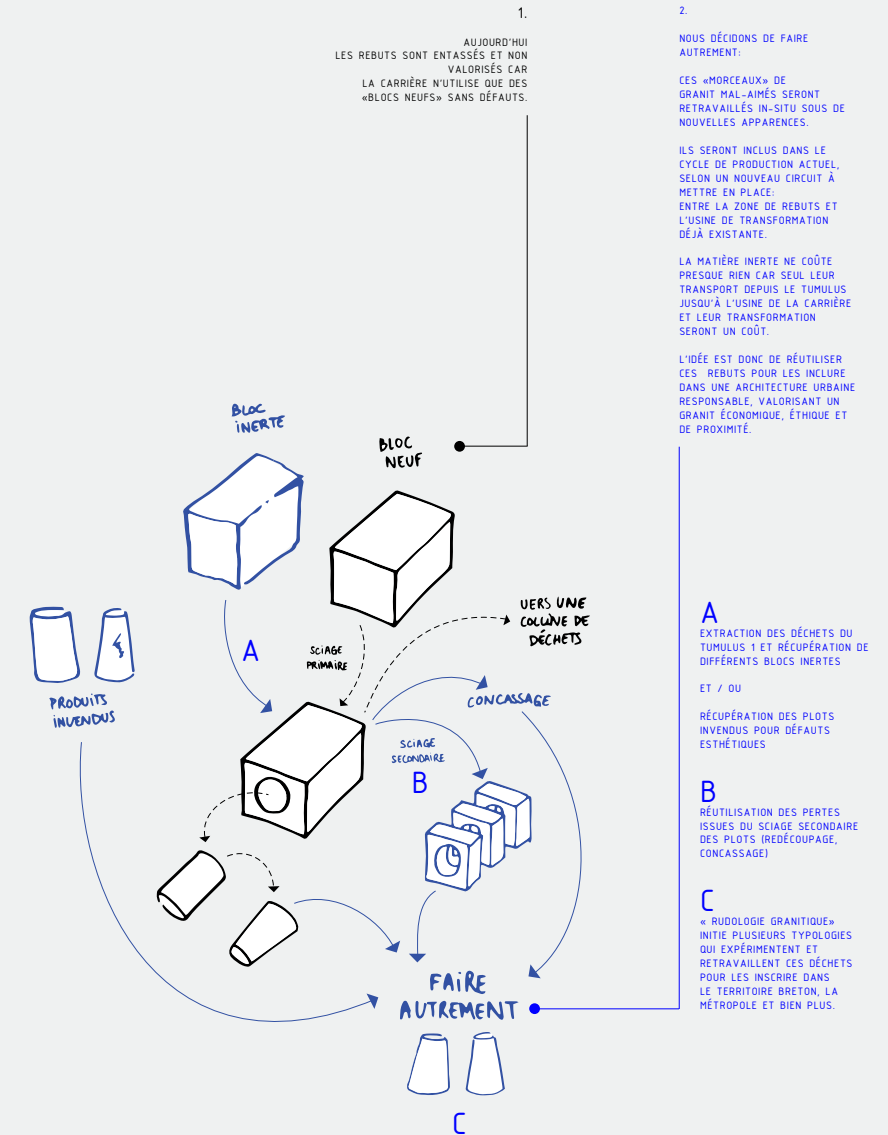 1.
AUJOURD'HUI
LES REBUTS SONT ENTASSÉS ET NON
VALORISÉS CAR
LA CARRIÈRE N'UTILISE QUE DES
«BLOCS NEUFS» SANS DÉFAUTS.
2.
NOUS DÉCIDONS DE FAIRE
AUTREMENT:
CES «MORCEAUX» DE
GRANIT MAL-AIMÉS SERONT
RETRAVAILLÉS IN-SITU SOUS DE
NOUVELLES APPARENCES.
ILS SERONT INCLUS DANS LE
CYCLE DE PRODUCTION ACTUEL,
SELON UN NOUVEAU CIRCUIT À
METTRE EN PLACE:
ENTRE LA ZONE DE REBUTS ET
L'USINE DE TRANSFORMATION
DÉJÀ EXISTANTE.
LA MATIÈRE INERTE NE COÛTE
PRESQUE RIEN CAR SEUL LEUR
TRANSPORT DEPUIS LE TUMULUS
JUSQU'À L'USINE DE LA CARRIÈRE
ET LEUR TRANSFORMATION
SERONT UN COÛT.
L'IDÉE EST DONC DE RÉUTILISER
CES REBUTS POUR LES INCLURE
DANS UNE ARCHITECTURE URBAINE
RESPONSABLE, VALORISANT UN
GRANIT ÉCONOMIQUE, ÉTHIQUE ET
DE PROXIMITÉ.
BLOC
INERTE
BLOC
NEUF
VERS UNE
COLLINE DE
DÉCHETS
A
SCIAGE
PRIMAIRE
PRODUITS
INVENDUS
CONCASSAGE
SCIAGE
SECONDAIRE
B
FAIRE
AUTREMENT
C
A
EXTRACTION DES DÉCHETS DU
TUMULUS 1 ET RÉCUPÉRATION DE
DIFFÉRENTS BLOCS INERTES
ET / OU
RÉCUPÉRATION DES PLOTS
INVENDUS POUR DÉFAUTS
ESTHÉTIQUES
B
RÉUTILISATION DES PERTES
ISSUES DU SCIAGE SECONDAIRE
DES PLOTS (REDÉCOUPAGE,
CONCASSAGE)
C
« RUDOLOGIE GRANITIQUE»
INITIE PLUSIEURS TYPOLOGIES
QUI EXPÉRIMENTENT ET
RETRAVAILLENT CES DÉCHETS
POUR LES INSCRIRE DANS
LE TERRITOIRE BRETON, LA
MÉTROPOLE ET BIEN PLUS.